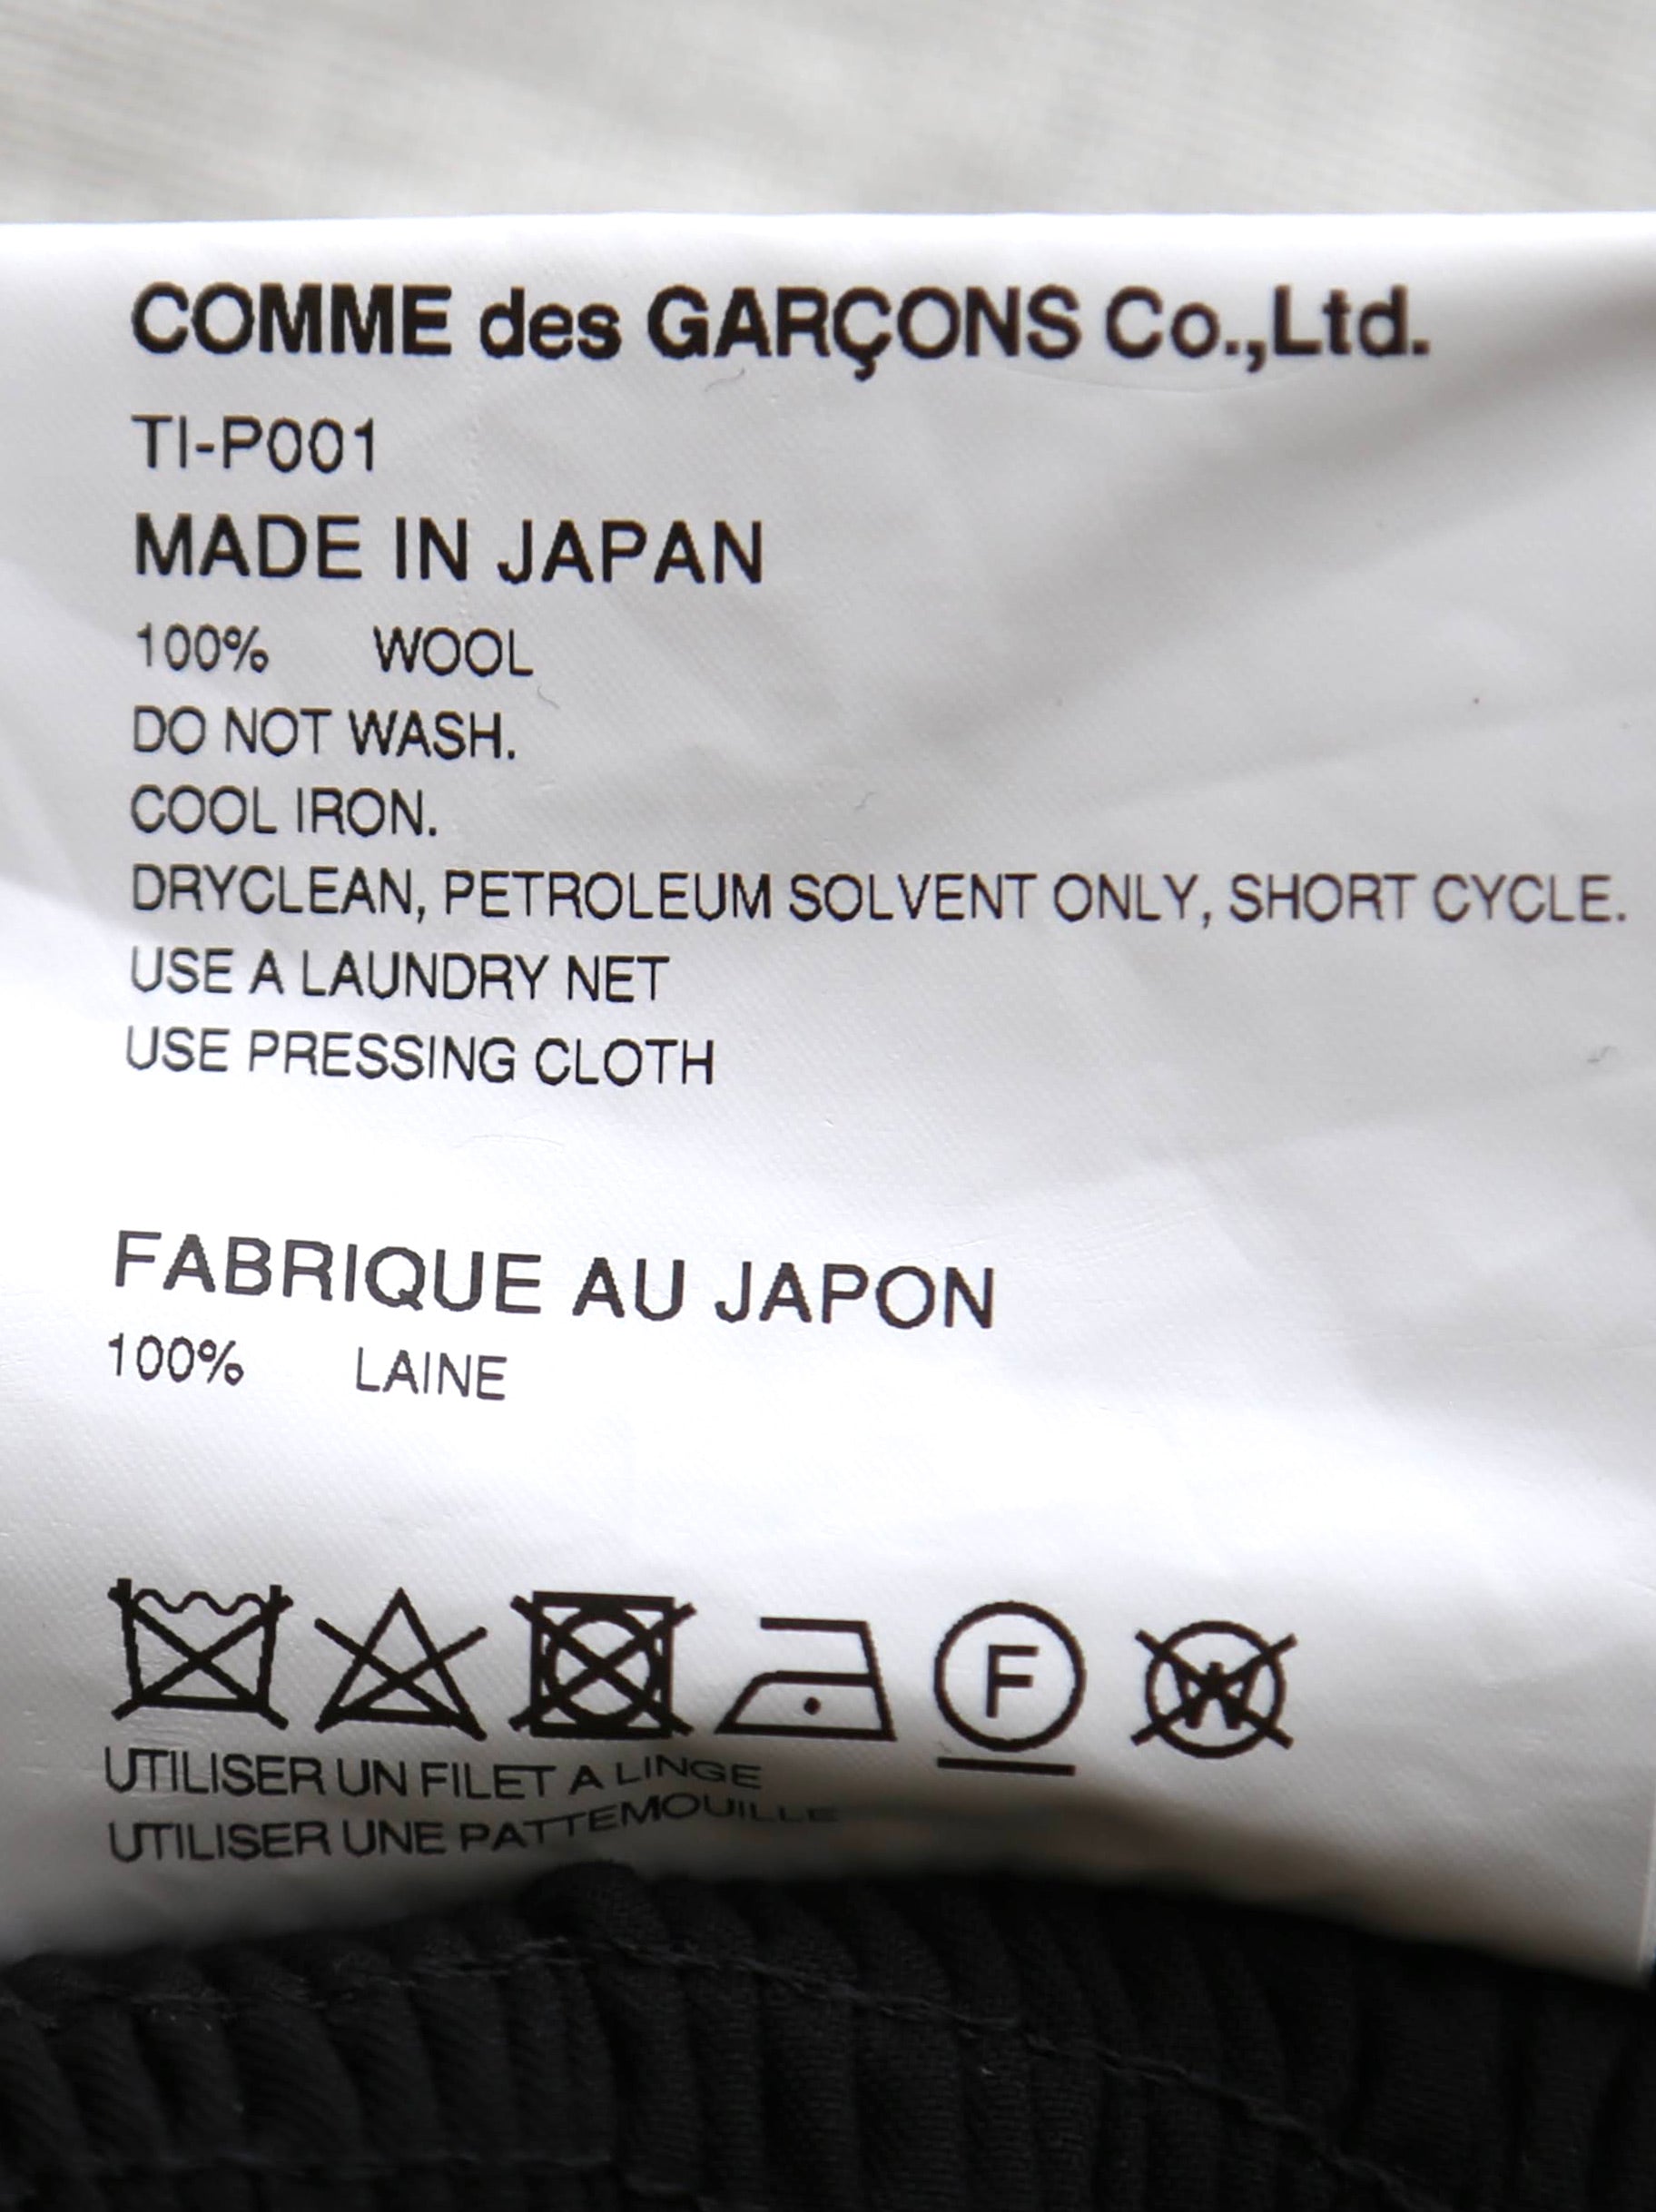 COMME des GARÇONS Co.,Ltd.
TI-P001
MADE IN JAPAN
100% WOOL
DO NOT WASH.
COOL IRON.
DRYCLEAN, PETROLEUM SOLVENT ONLY, SHORT CYCLE.
USE A LAUNDRY NET
USE PRESSING CLOTH
FABRIQUE AU JAPON
100% LAINE
F W
UTILISER UN FILET A LINGE
UTILISER UNE PATTEMOUILLE